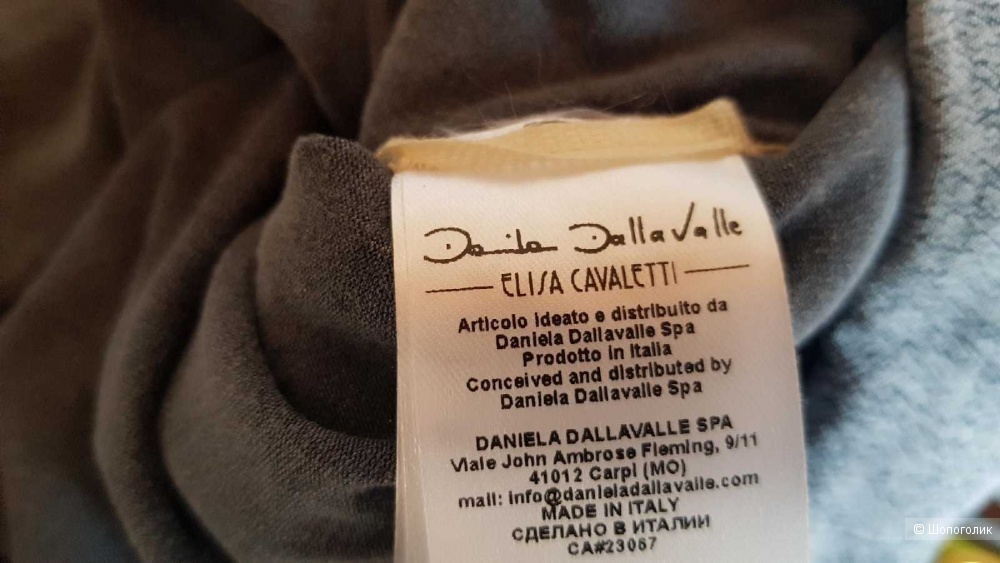 Daniela DallaValle
ELISA CAVALETTI
Articolo ideato e distribuito da
Daniela Dallavalle Spa
Prodotto in Italia
Conceived and distributed by
Daniela Dallavalle Spa
DANIELA DALLAVALLE SPA
Viale John Ambrose Fleming, 9/11
41012 Carpi (MO)
mail: info@danieladallavalle.com
MADE IN ITALY
СДЕЛАНО В ИТАЛИИ
CA#23067
© Шопоголик